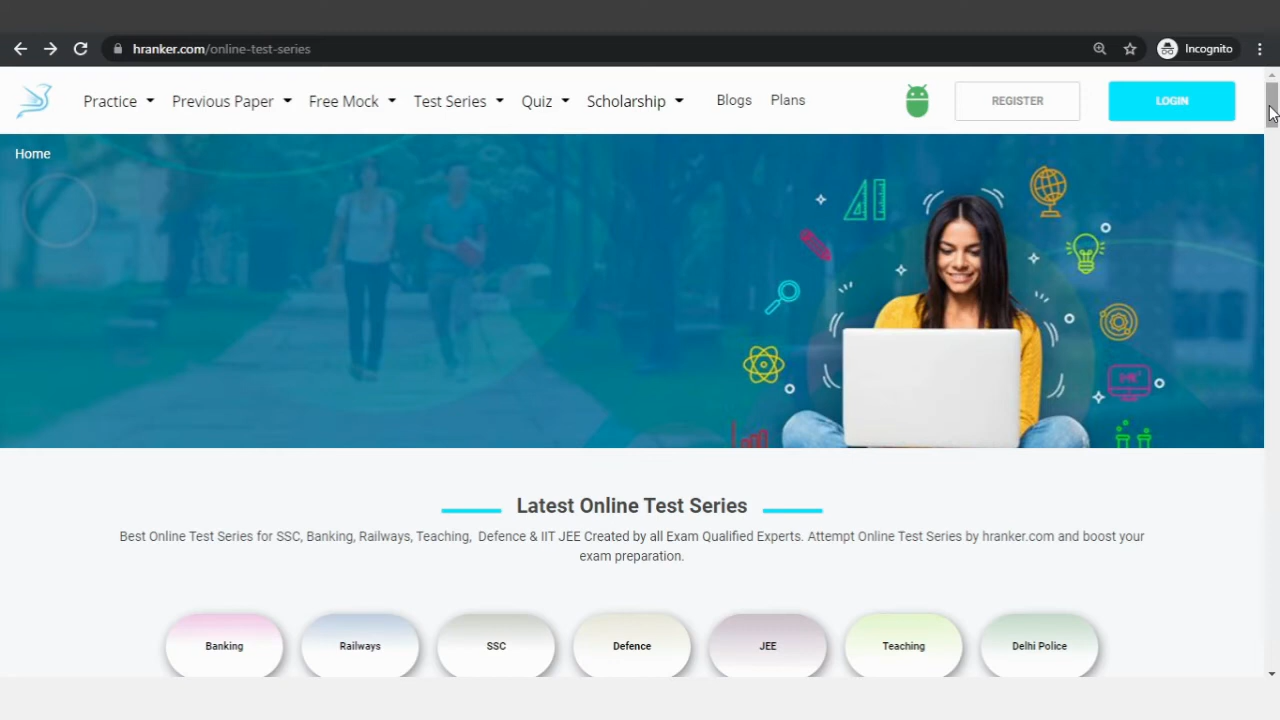 hranker.com/online-test-series
Incognito
Practice Previous Paper Free Mock Test Series Quiz Scholarship Blogs Plans REGISTER LOGIN
Home
Latest Online Test Series
Best Online Test Series for SSC, Banking, Railways, Teaching, Defence & IIT JEE Created by all Exam Qualified Experts. Attempt Online Test Series by hranker.com and boost your
exam preparation.
Banking Railways SSC Defence JEE Teaching Delhi Police